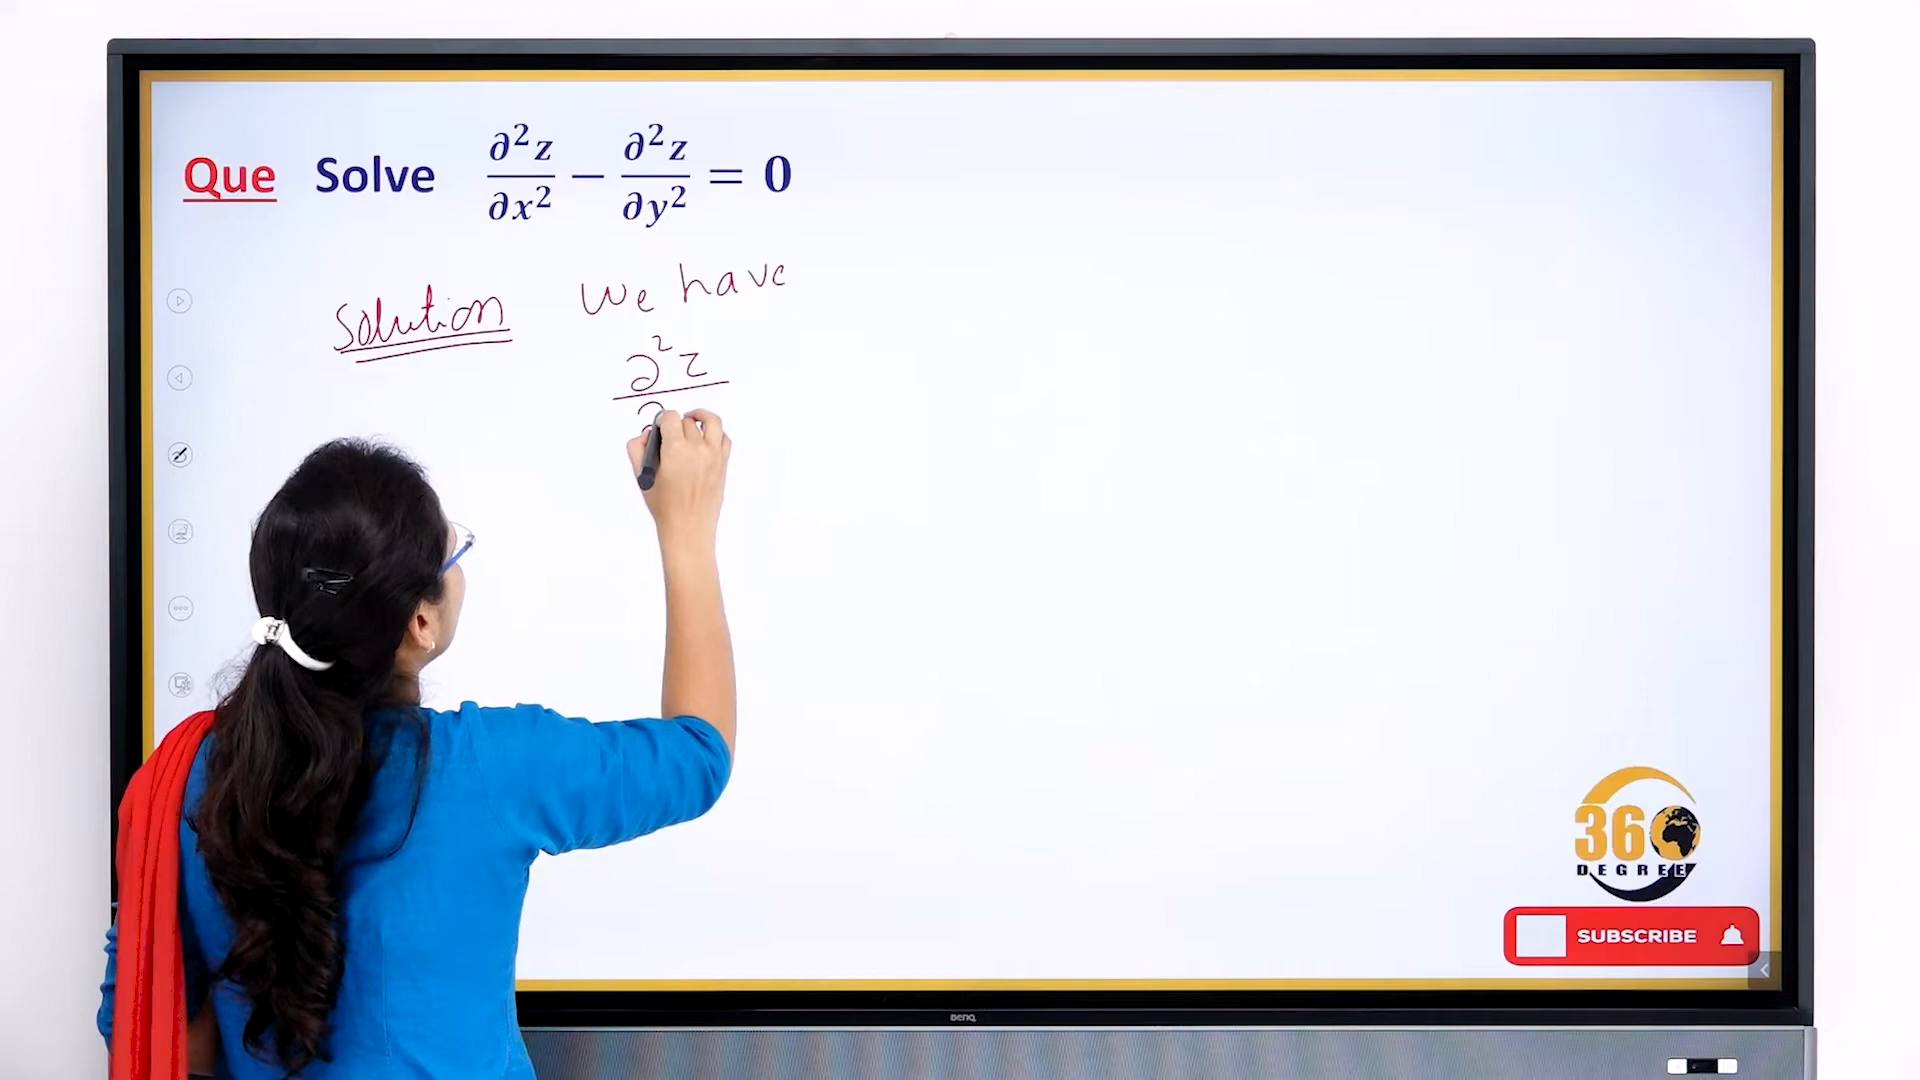 Que Solve ∂²z/∂x² − ∂²z/∂y² = 0
Solution We have
∂²z
∂
360
DEGREE
SUBSCRIBE
BenQ